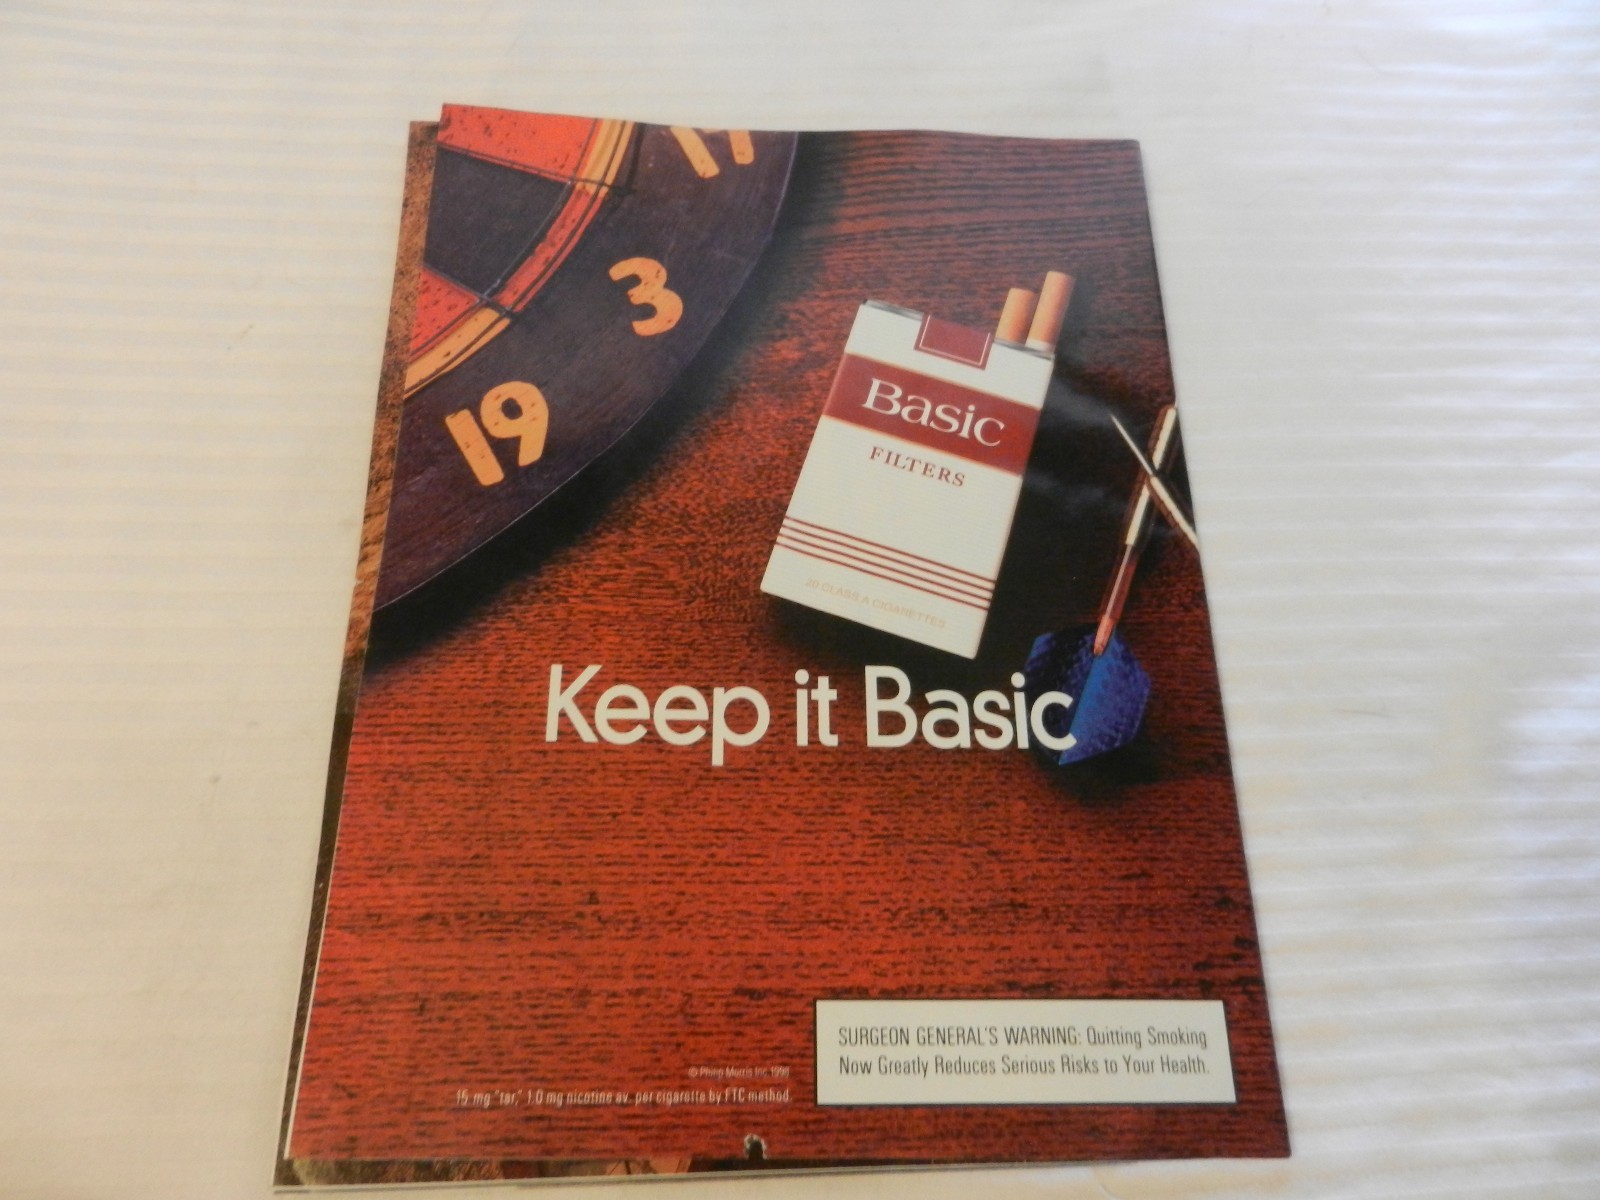 17
3
19
Basic
FILTERS
20 CLASS A CIGARETTES
Keep it Basic
SURGEON GENERAL'S WARNING: Quitting Smoking
Now Greatly Reduces Serious Risks to Your Health.
© Philip Morris Inc. 1998
15 mg "tar," 1.0 mg nicotine av. per cigarette by FTC method.